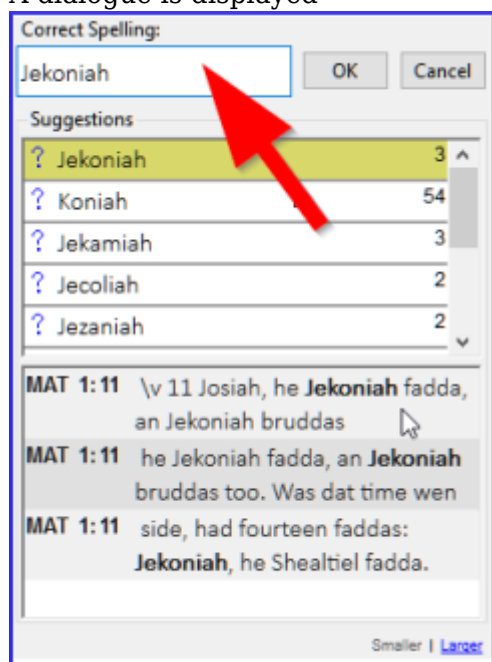 A dialogue is displayed
Correct Spelling:
Jekoniah OK Cancel
Suggestions
? Jekoniah 3
? Koniah 54
? Jekamiah 3
? Jecoliah 2
? Jezaniah 2
MAT 1:11 \v 11 Josiah, he Jekoniah fadda,
an Jekoniah bruddas
MAT 1:11 he Jekoniah fadda, an Jekoniah
bruddas too. Was dat time wen
MAT 1:11 side, had fourteen faddas:
Jekoniah, he Shealtiel fadda.
Smaller | Larger